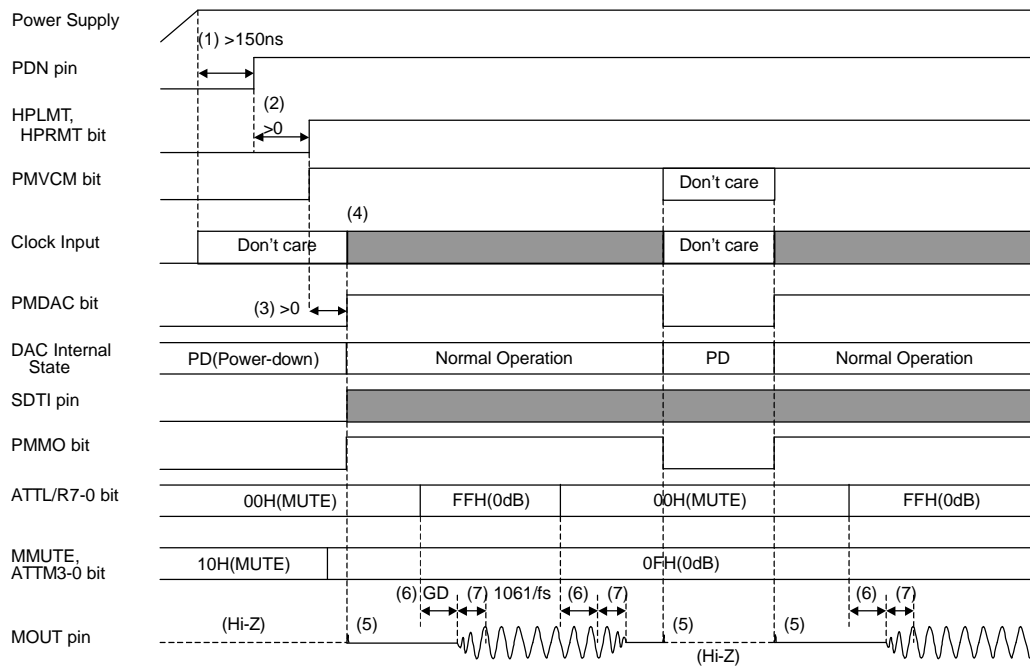 Power Supply
(1) >150ns
PDN pin
(2)
>0
HPLMT,
HPRMT bit
PMVCM bit
Don't care
(4)
Clock Input
Don't care
Don't care
PMDAC bit
(3) >0
DAC Internal
State
PD(Power-down)
Normal Operation
PD
Normal Operation
SDTI pin
PMMO bit
ATTL/R7-0 bit
00H(MUTE)
FFH(0dB)
00H(MUTE)
FFH(0dB)
MMUTE,
ATTM3-0 bit
10H(MUTE)
0FH(0dB)
(6) GD
(7)
1061/fs
(6)
(7)
(6)
(7)
MOUT pin
(Hi-Z)
(5)
(5)
(Hi-Z)
(5)